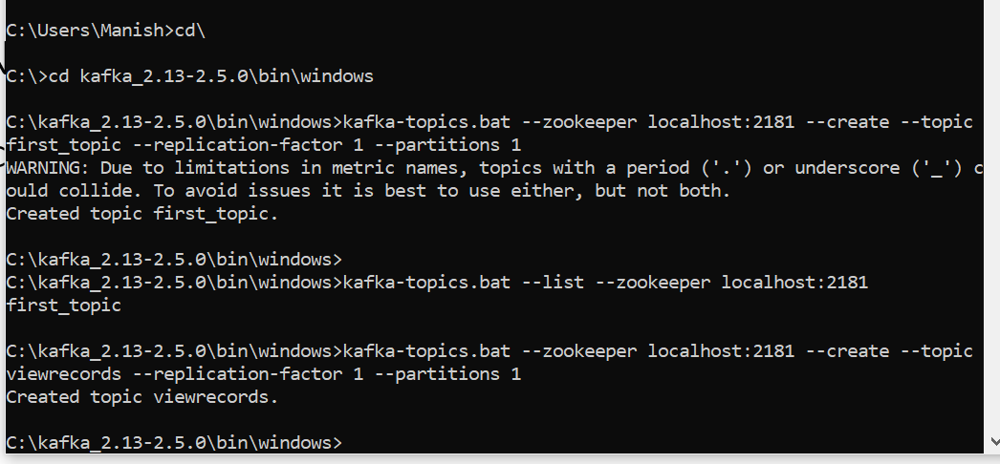 C:\Users\Manish>cd\
C:\>cd kafka_2.13-2.5.0\bin\windows
C:\kafka_2.13-2.5.0\bin\windows>kafka-topics.bat --zookeeper localhost:2181 --create --topic
first_topic --replication-factor 1 --partitions 1
WARNING: Due to limitations in metric names, topics with a period ('.') or underscore ('_') c
ould collide. To avoid issues it is best to use either, but not both.
Created topic first_topic.
C:\kafka_2.13-2.5.0\bin\windows>
C:\kafka_2.13-2.5.0\bin\windows>kafka-topics.bat --list --zookeeper localhost:2181
first_topic
C:\kafka_2.13-2.5.0\bin\windows>kafka-topics.bat --zookeeper localhost:2181 --create --topic
viewrecords --replication-factor 1 --partitions 1
Created topic viewrecords.
C:\kafka_2.13-2.5.0\bin\windows>